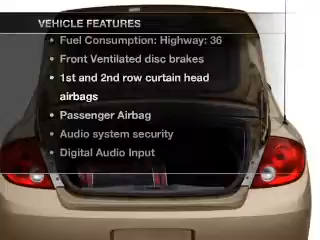 VEHICLE FEATURES
• Fuel Consumption: Highway: 36
• Front Ventilated disc brakes
• 1st and 2nd row curtain head
airbags
• Passenger Airbag
• Audio system security
• Digital Audio Input